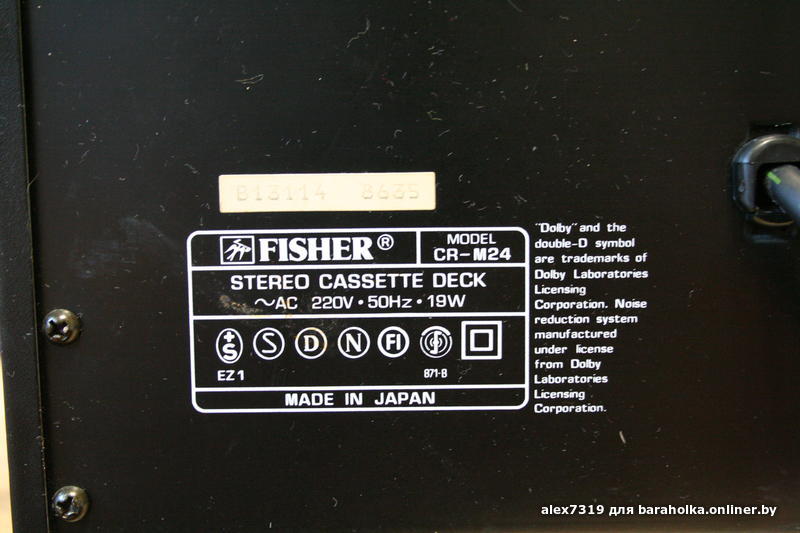 B13114 8635
FISHER®
MODEL
CR-M24
STEREO CASSETTE DECK
~AC 220V • 50Hz • 19W
+S S D N FI S
EZ1 871-B
MADE IN JAPAN
"Dolby" and the
double-D symbol
are trademarks of
Dolby Laboratories
Licensing
Corporation. Noise
reduction system
manufactured
under license
from Dolby
Laboratories
Licensing
Corporation.
alex7319 для baraholka.onliner.by